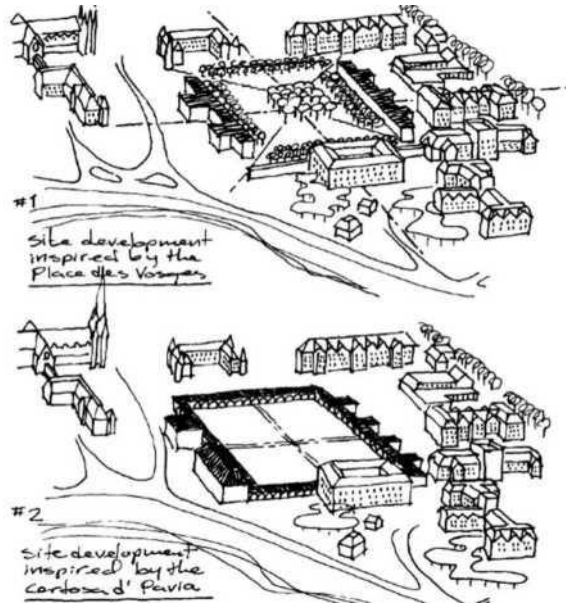 #1
site development
inspired by the
Place des Vosges
#2
site development
inspired by the
Certosa d' Pavia